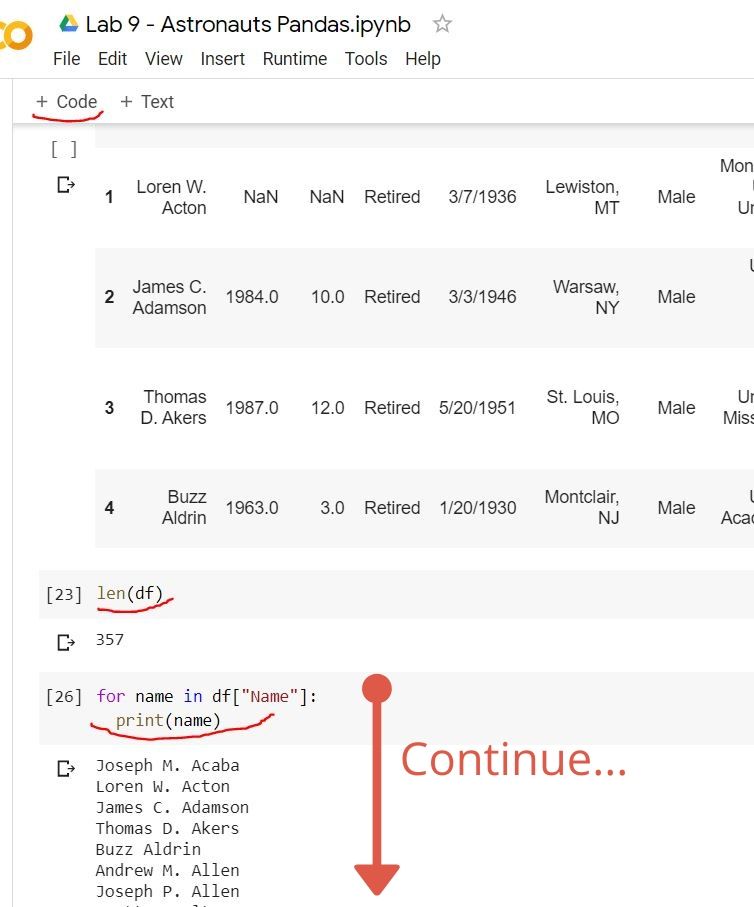 Lab 9 - Astronauts Pandas.ipynb
File Edit View Insert Runtime Tools Help
+ Code + Text
[ ]
1 Loren W. Acton NaN NaN Retired 3/7/1936 Lewiston, MT Male Mon
2 James C. Adamson 1984.0 10.0 Retired 3/3/1946 Warsaw, NY Male
3 Thomas D. Akers 1987.0 12.0 Retired 5/20/1951 St. Louis, MO Male Miss
4 Buzz Aldrin 1963.0 3.0 Retired 1/20/1930 Montclair, NJ Male Acad
[23] len(df)
357
[26] for name in df["Name"]:
print(name)
Continue...
Joseph M. Acaba
Loren W. Acton
James C. Adamson
Thomas D. Akers
Buzz Aldrin
Andrew M. Allen
Joseph P. Allen